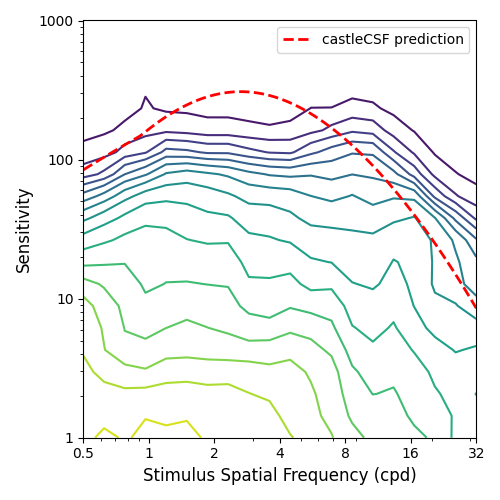 1000
100
10
1
Sensitivity
castleCSF prediction
0.5 1 2 4 8 16 32
Stimulus Spatial Frequency (cpd)